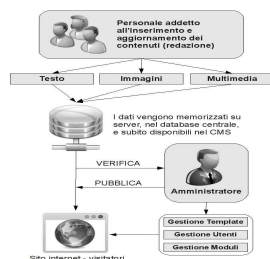 Personale addetto
all'inserimento e
aggiornamento dei
contenuti (redazione)
Testo
Immagini
Multimedia
I dati vengono memorizzati su
server, nel database centrale,
e subito disponibili nel CMS
VERIFICA
PUBBLICA
Amministratore
Gestione Template
Gestione Utenti
Gestione Moduli
Sito internet - visitatori